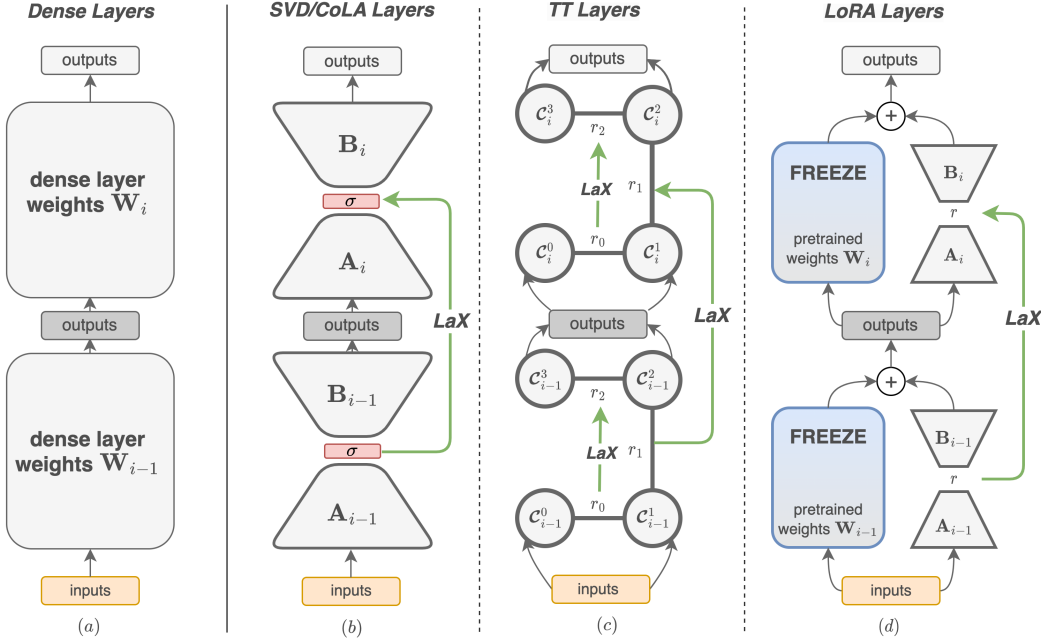 Dense Layers
outputs
dense layer
weights W_i
outputs
dense layer
weights W_{i-1}
inputs
(a)
SVD/CoLA Layers
outputs
B_i
σ
A_i
LaX
outputs
B_{i-1}
σ
A_{i-1}
inputs
(b)
TT Layers
outputs
C_i^3
C_i^2
r_2
LaX
r_1
r_0
C_i^0
C_i^1
LaX
outputs
C_{i-1}^3
C_{i-1}^2
r_2
LaX
r_1
r_0
C_{i-1}^0
C_{i-1}^1
inputs
(c)
LoRA Layers
outputs
+
FREEZE
pretrained
weights W_i
B_i
r
A_i
LaX
outputs
+
FREEZE
pretrained
weights W_{i-1}
B_{i-1}
r
A_{i-1}
inputs
(d)